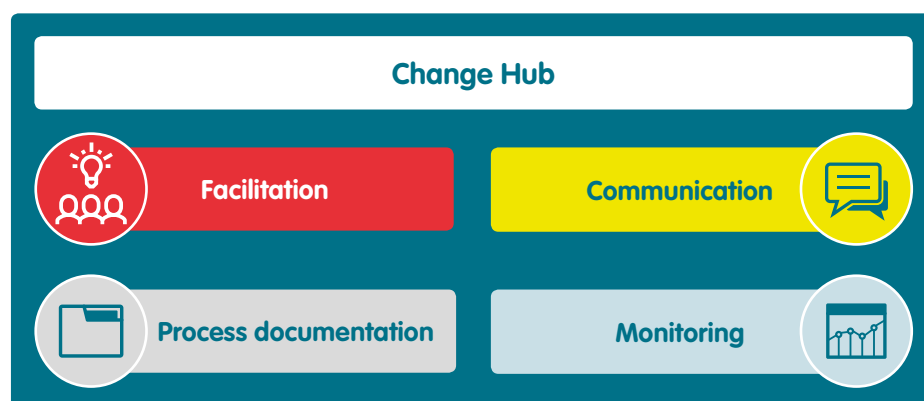 Change Hub
Facilitation
Communication
Process documentation
Monitoring